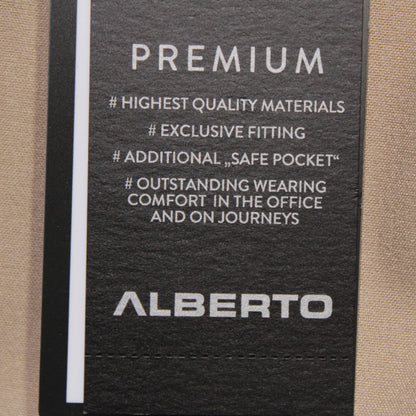 PREMIUM
# HIGHEST QUALITY MATERIALS
# EXCLUSIVE FITTING
# ADDITIONAL „SAFE POCKET“
# OUTSTANDING WEARING
COMFORT IN THE OFFICE
AND ON JOURNEYS
ALBERTO